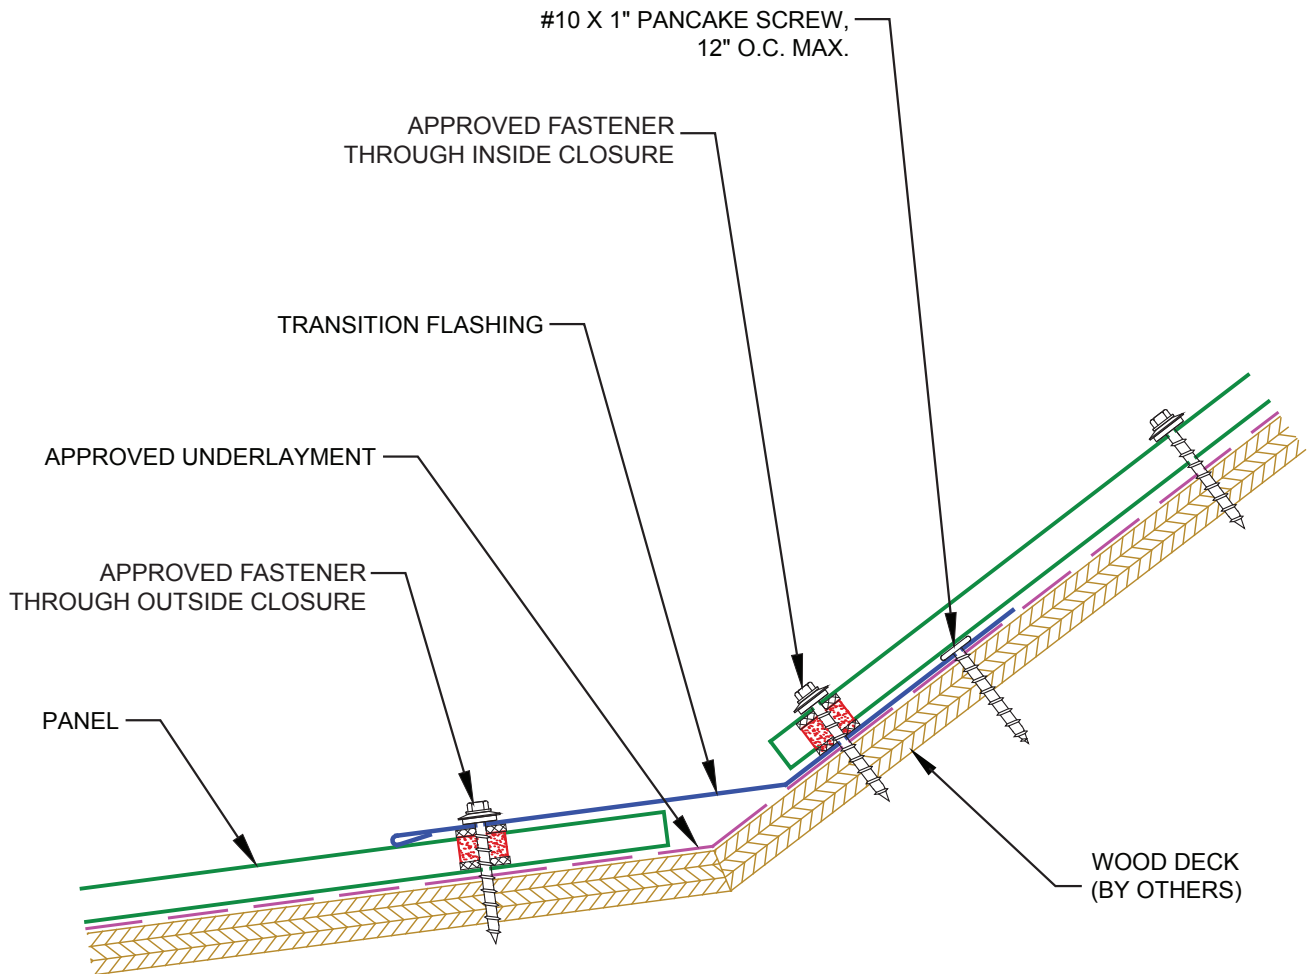 #10 X 1" PANCAKE SCREW,
12" O.C. MAX.
APPROVED FASTENER
THROUGH INSIDE CLOSURE
TRANSITION FLASHING
APPROVED UNDERLAYMENT
APPROVED FASTENER
THROUGH OUTSIDE CLOSURE
PANEL
WOOD DECK
(BY OTHERS)